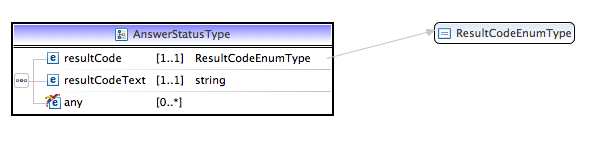 AnswerStatusType
ResultCodeEnumType
e resultCode [1..1] ResultCodeEnumType
e resultCodeText [1..1] string
e any [0..*]